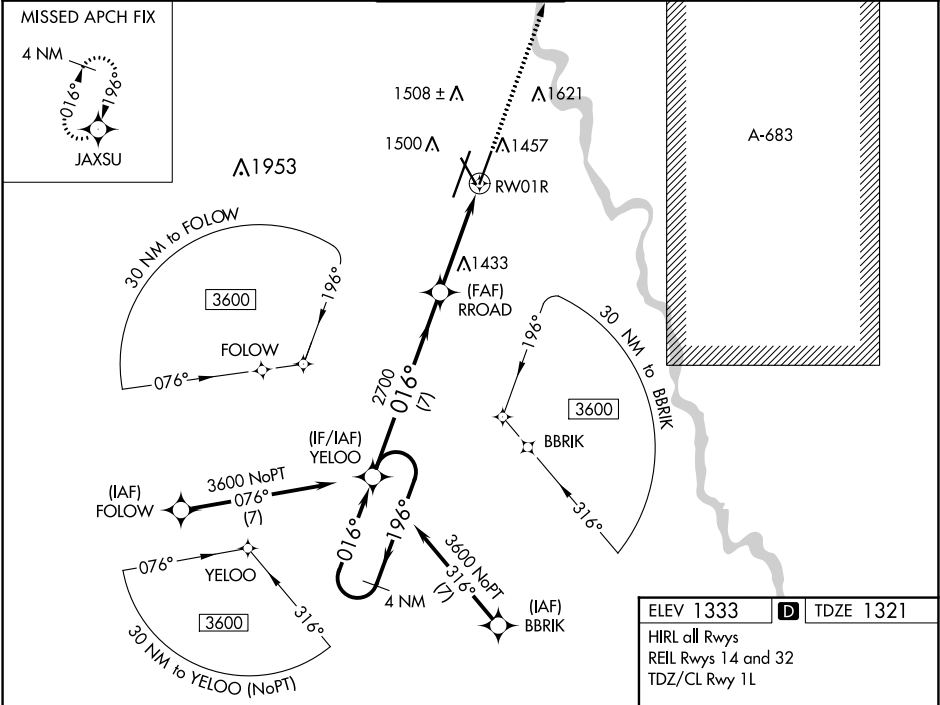 MISSED APCH FIX
4 NM
016°
196°
JAXSU
1508 ±
1621
1500
1457
1953
RW01R
A-683
1433
(FAF)
RROAD
30 NM to FOLOW
3600
196°
FOLOW
076°
2700
016°
(7)
30 NM to BBRIK
196°
3600
BBRIK
316°
(IF/IAF)
YELOO
(IAF)
FOLOW
3600 NoPT
076°
(7)
016°
196°
4 NM
3600 NoPT
316°
(7)
(IAF)
BBRIK
076°
YELOO
316°
3600
30 NM to YELOO (NoPT)
ELEV 1333 D TDZE 1321
HIRL all Rwys
REIL Rwys 14 and 32
TDZ/CL Rwy 1L